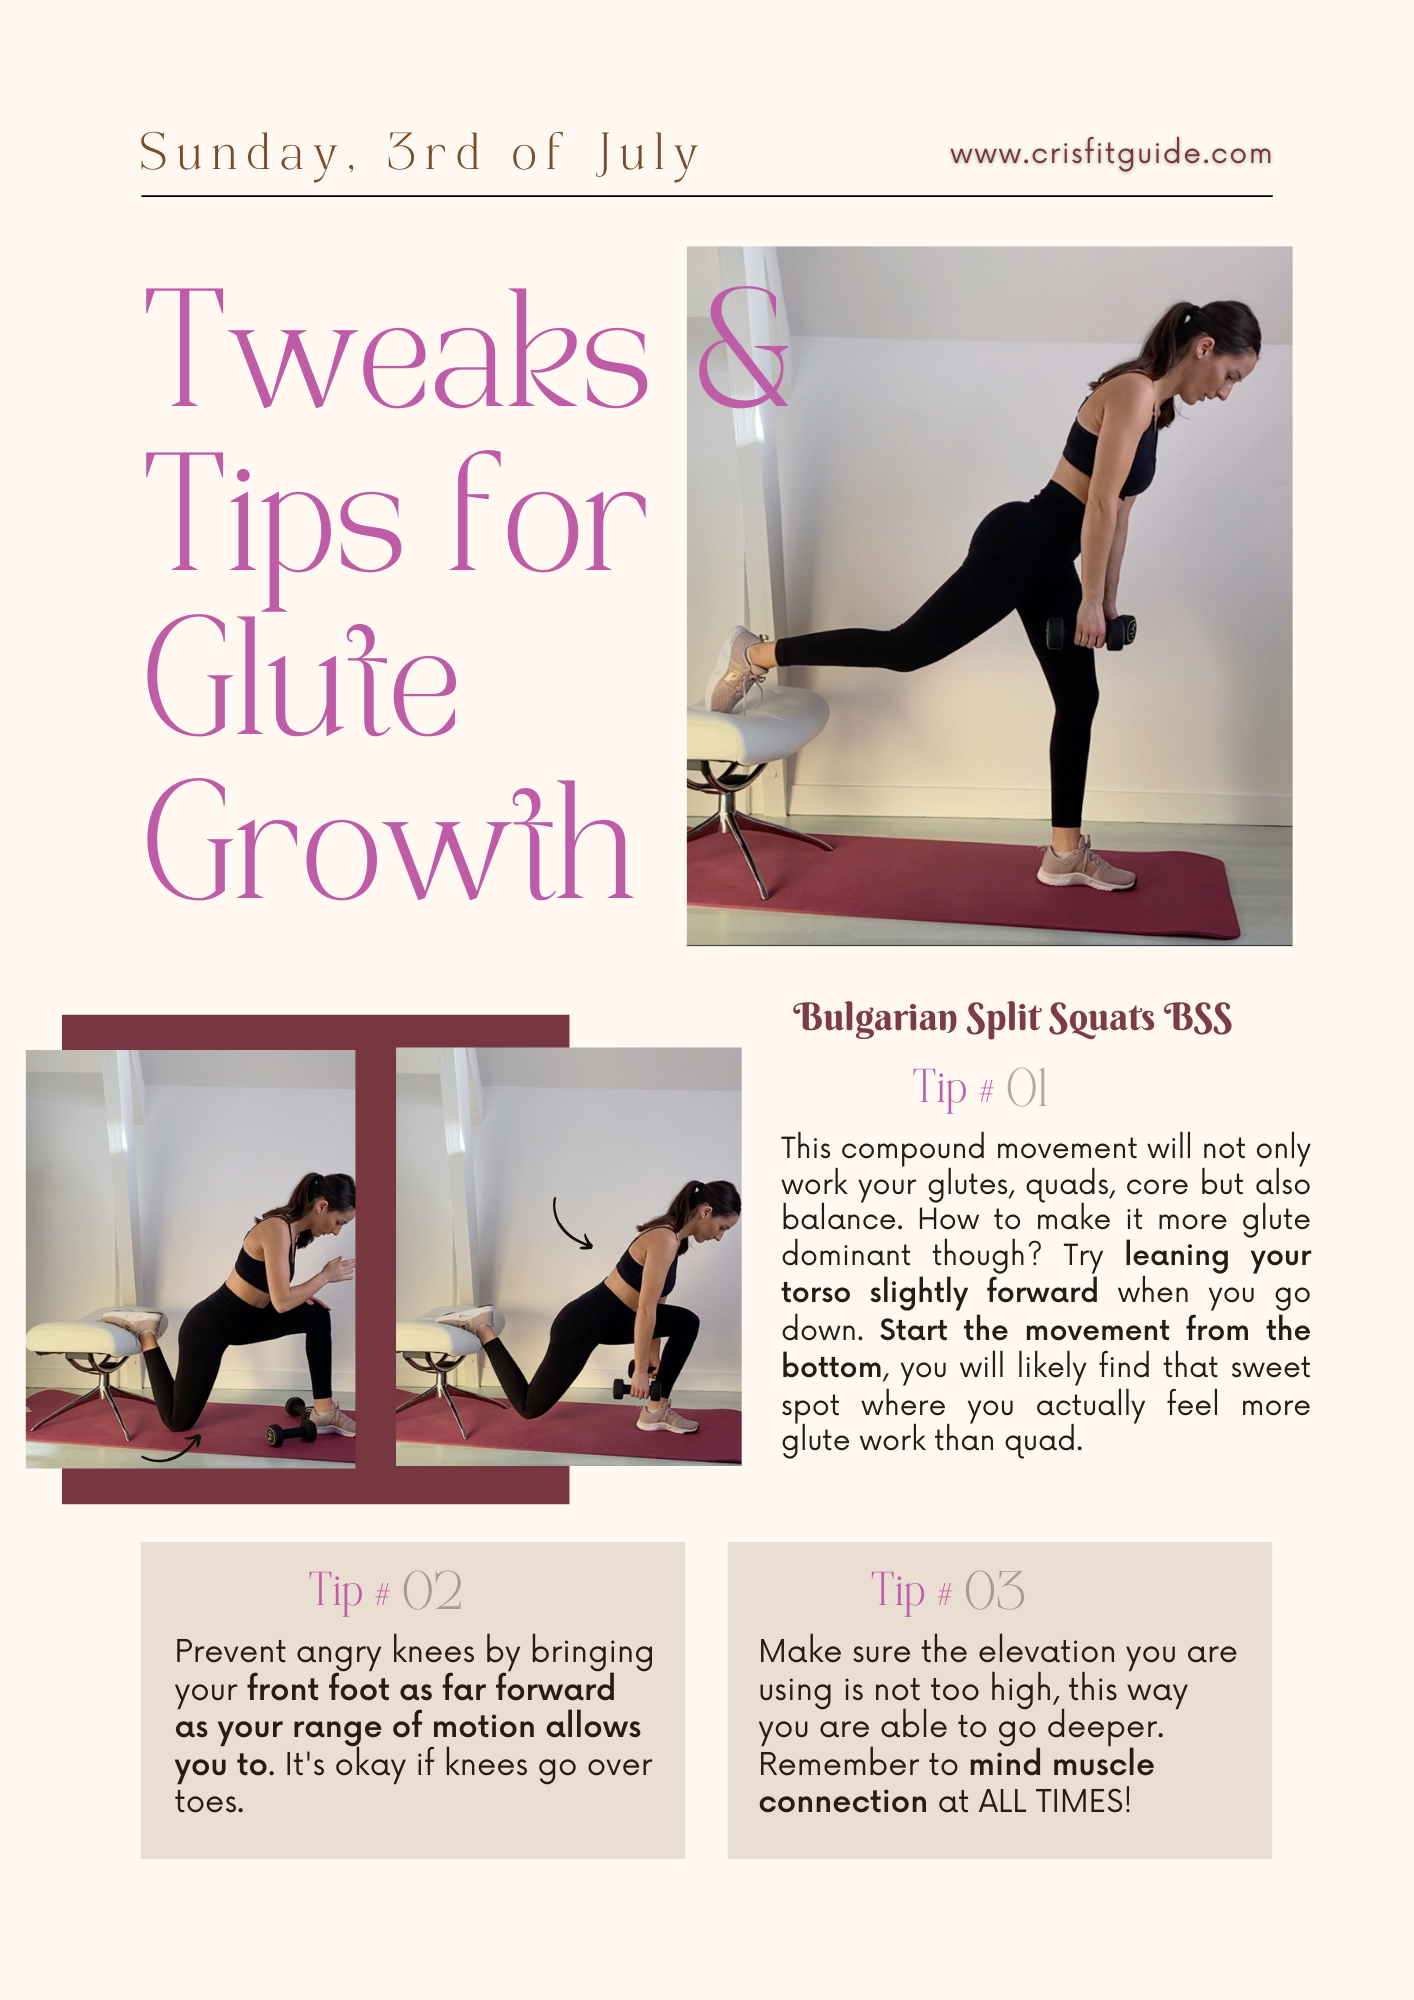 Sunday, 3rd of July
www.crisfitguide.com
Tweaks &
Tips for
Glute
Growth
Bulgarian Split Squats BSS
Tip # 01
This compound movement will not only
work your glutes, quads, core but also
balance. How to make it more glute
dominant though? Try leaning your
torso slightly forward when you go
down. Start the movement from the
bottom, you will likely find that sweet
spot where you actually feel more
glute work than quad.
Tip # 02
Prevent angry knees by bringing
your front foot as far forward
as your range of motion allows
you to. It's okay if knees go over
toes.
Tip # 03
Make sure the elevation you are
using is not too high, this way
you are able to go deeper.
Remember to mind muscle
connection at ALL TIMES!